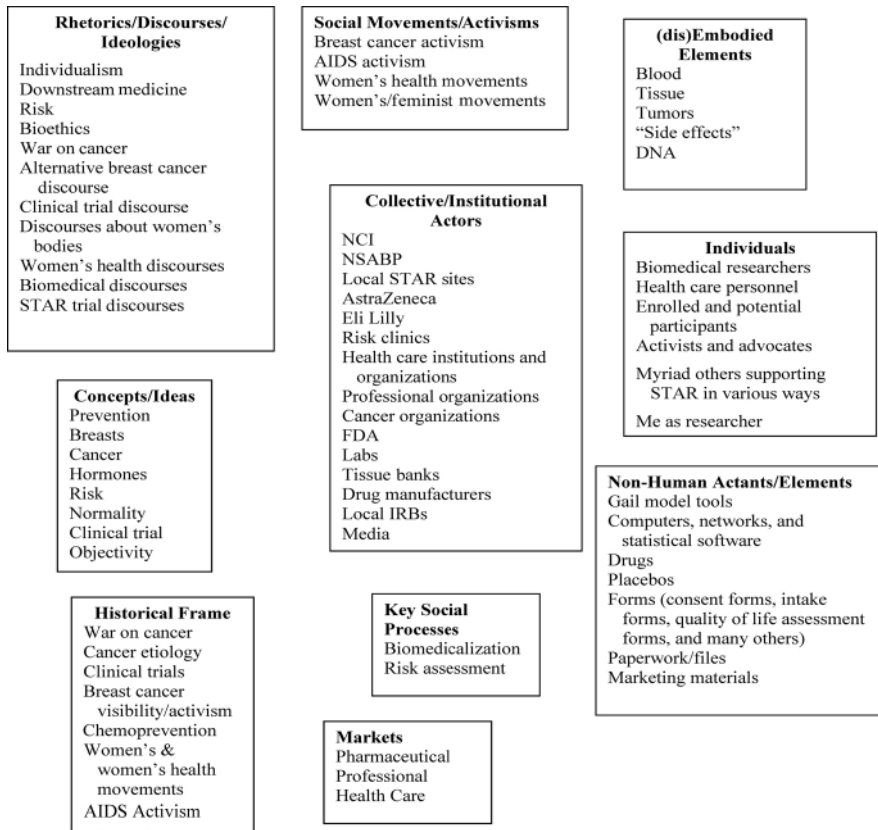 Rhetorics/Discourses/
Ideologies
Individualism
Downstream medicine
Risk
Bioethics
War on cancer
Alternative breast cancer
discourse
Clinical trial discourse
Discourses about women’s
bodies
Women’s health discourses
Biomedical discourses
STAR trial discourses
Social Movements/Activisms
Breast cancer activism
AIDS activism
Women’s health movements
Women’s/feminist movements
(dis)Embodied
Elements
Blood
Tissue
Tumors
“Side effects”
DNA
Collective/Institutional
Actors
NCI
NSABP
Local STAR sites
AstraZeneca
Eli Lilly
Risk clinics
Health care institutions and
organizations
Professional organizations
Cancer organizations
FDA
Labs
Tissue banks
Drug manufacturers
Local IRBs
Media
Individuals
Biomedical researchers
Health care personnel
Enrolled and potential
participants
Activists and advocates
Myriad others supporting
STAR in various ways
Me as researcher
Concepts/Ideas
Prevention
Breasts
Cancer
Hormones
Risk
Normality
Clinical trial
Objectivity
Non-Human Actants/Elements
Gail model tools
Computers, networks, and
statistical software
Drugs
Placebos
Forms (consent forms, intake
forms, quality of life assessment
forms, and many others)
Paperwork/files
Marketing materials
Historical Frame
War on cancer
Cancer etiology
Clinical trials
Breast cancer
visibility/activism
Chemoprevention
Women’s &
women’s health
movements
AIDS Activism
Key Social
Processes
Biomedicalization
Risk assessment
Markets
Pharmaceutical
Professional
Health Care